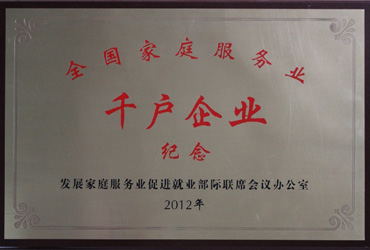 全国家庭服务业
千户企业
纪念
发展家庭服务业促进就业部际联席会议办公室
2012年